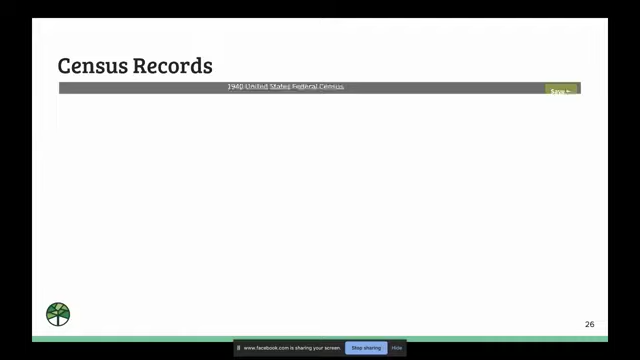 Census Records
1940 United States Federal Census
Save
26
www.facebook.com is sharing your screen.
Stop sharing
Hide